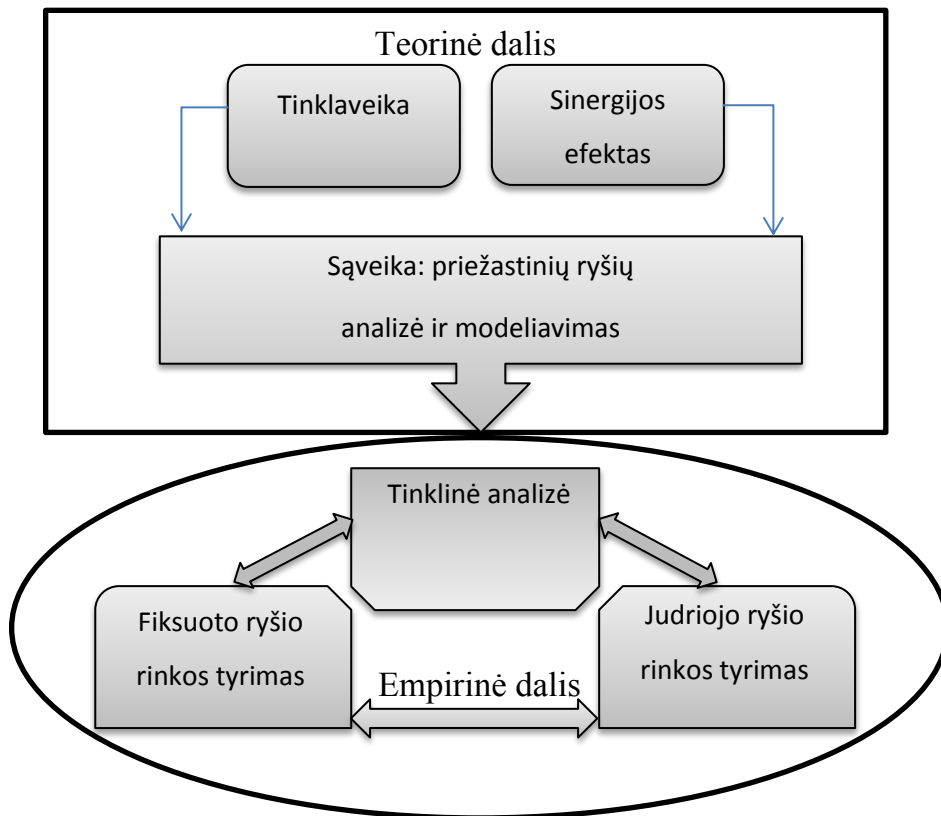 Teorinė dalis
Tinklaveika
Sinergijos
efektas
Sąveika: priežastinių ryšių
analizė ir modeliavimas
Tinklinė analizė
Fiksuoto ryšio
rinkos tyrimas
Judriojo ryšio
rinkos tyrimas
Empirinė dalis